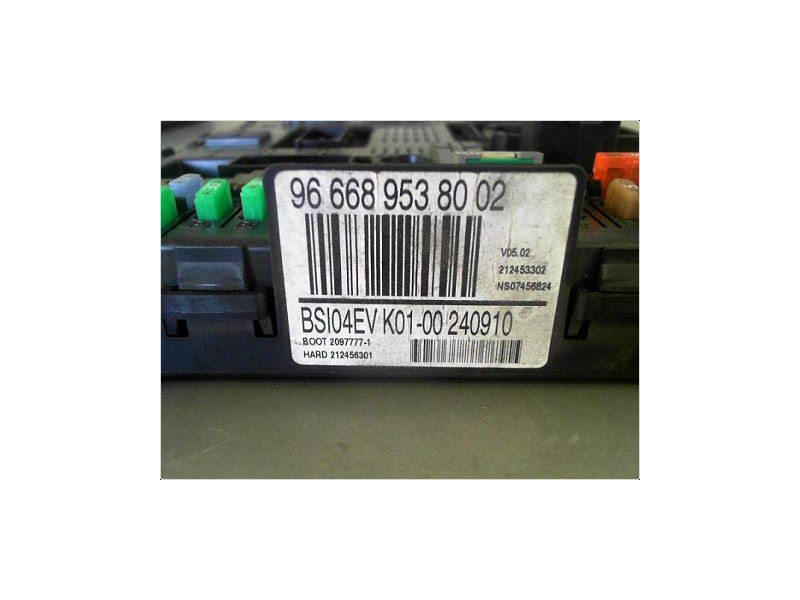 96 668 953 80 02
V05.02
212453302
NS07456824
BSI04EV K01-00 240910
BOOT 2097777-1
HARD 212456301